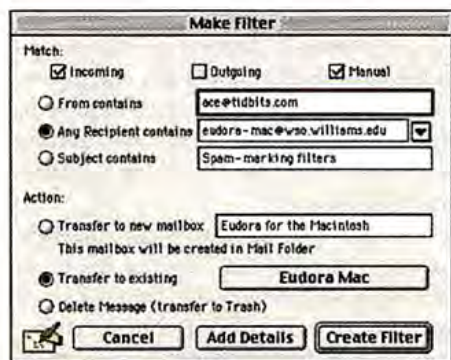 Make Filter
Match:
Incoming Outgoing Manual
From contains ace@tidbits.com
Any Recipient contains eudora-mac@wso.williams.edu
Subject contains Spam-marking filters
Action:
Transfer to new mailbox Eudora for the Macintosh
This mailbox will be created in Mail Folder
Transfer to existing Eudora Mac
Delete Message (transfer to Trash)
Cancel Add Details Create Filter